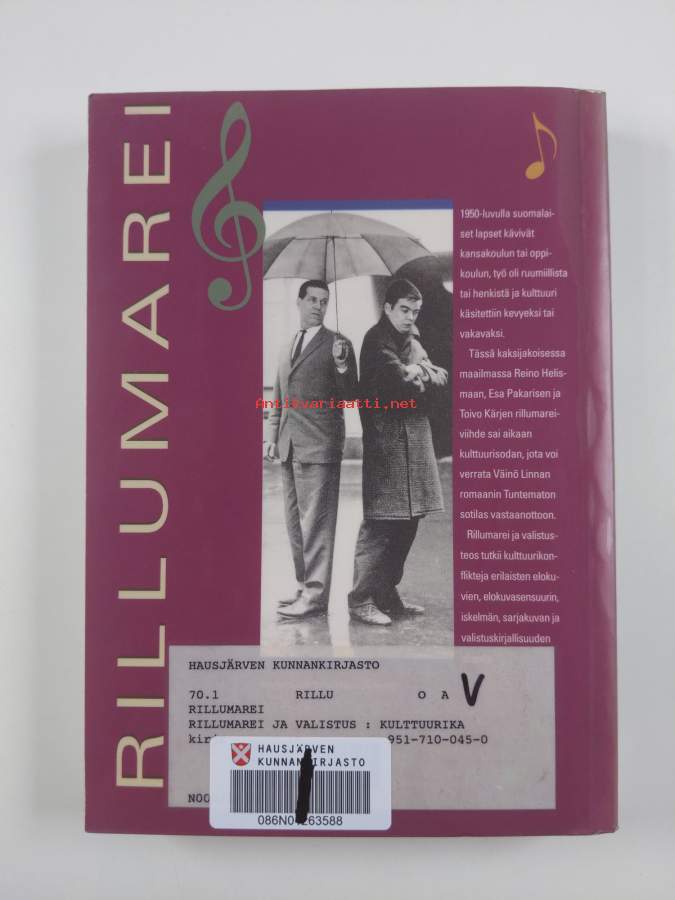 RILLUMAREI
1950-luvulla suomalai-
set lapset kävivät
kansakoulun tai oppi-
koulun, työ oli ruumiillista
tai henkistä ja kulttuuri
käsitettiin kevyeksi tai
vakavaksi.
Tässä kaksijakoisessa
maailmassa Reino Helis-
maan, Esa Pakarisen ja
Toivo Kärjen rillumarei-
viihde sai aikaan
kulttuurisodan, jota voi
verrata Väinö Linnan
romaanin Tuntematon
sotilas vastaanottoon.
Rillumarei ja valistus-
teos tutkii kulttuurikon-
flikteja erilaisten eloku-
vien, elokuvasensuurin,
iskelmän, sarjakuvan ja
valistuskirjallisuuden
Antikvariaatti.net
HAUSJÄRVEN KUNNANKIRJASTO
70.1 RILLU O A V
RILLUMAREI
RILLUMAREI JA VALISTUS : KULTTUURIKA
951-710-045-0
HAUSJÄRVEN
KUNNANKIRJASTO